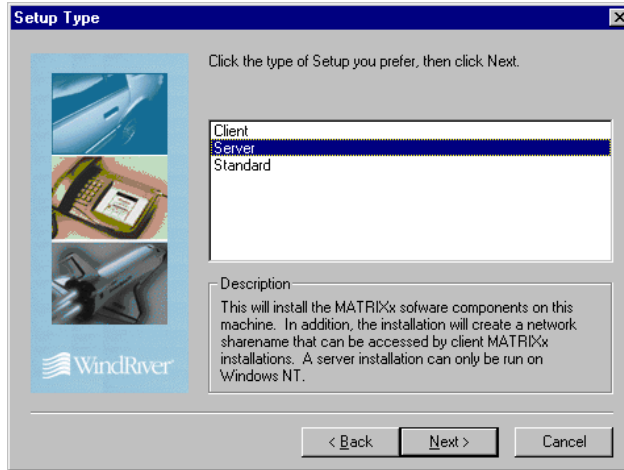 Setup Type
Click the type of Setup you prefer, then click Next.
Client
Server
Standard
Description
This will install the MATRIXx sofware components on this
machine. In addition, the installation will create a network
sharename that can be accessed by client MATRIXx
installations. A server installation can only be run on
Windows NT.
WindRiver
< Back
Next >
Cancel